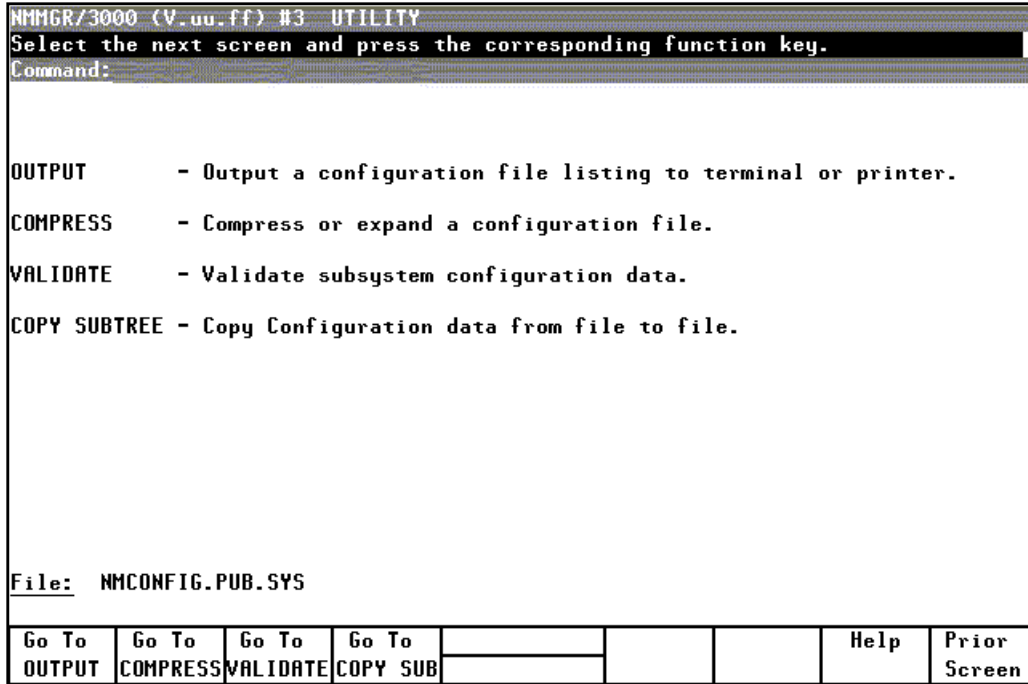 NMMGR/3000 (V.uu.ff) #3  UTILITY
Select the next screen and press the corresponding function key.
Command:
OUTPUT         - Output a configuration file listing to terminal or printer.
COMPRESS       - Compress or expand a configuration file.
VALIDATE       - Validate subsystem configuration data.
COPY SUBTREE - Copy Configuration data from file to file.
File:  NMCONFIG.PUB.SYS
Go To Go To Go To Go To Help Prior
OUTPUT COMPRESS VALIDATE COPY SUB Screen